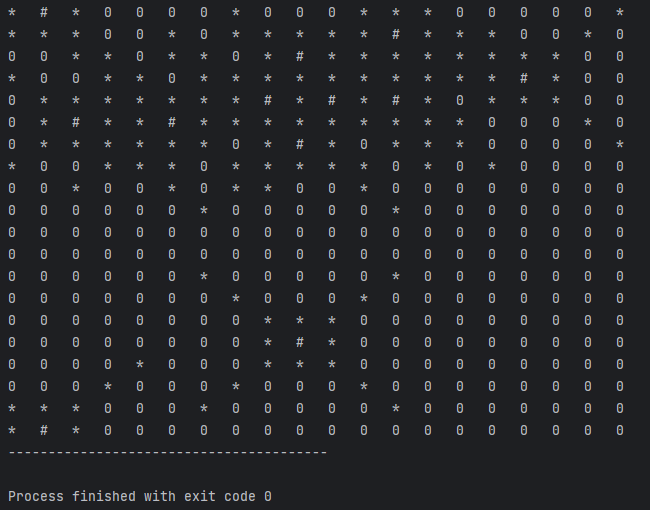 * # * 0 0 0 0 * 0 0 0 * * * 0 0 0 0 0 *
* * * 0 0 * 0 * * * * * # * * * 0 0 * 0
0 0 * * 0 * * 0 * # * * * * * * * * 0 0
* 0 0 * * 0 * * * * * * * * * * # * 0 0
0 * * * * * * * # * # * # * 0 * * * 0 0
0 * # * * # * * * * * * * * * 0 0 0 * 0
0 * * * * * * 0 * # * 0 * * * 0 0 0 0 *
* 0 0 * * * 0 * * * * * 0 * 0 * 0 0 0 0
0 0 * 0 0 * 0 * * 0 0 * 0 0 0 0 0 0 0 0
0 0 0 0 0 0 * 0 0 0 0 0 * 0 0 0 0 0 0 0
0 0 0 0 0 0 0 0 0 0 0 0 0 0 0 0 0 0 0 0
0 0 0 0 0 0 0 0 0 0 0 0 0 0 0 0 0 0 0 0
0 0 0 0 0 0 * 0 0 0 0 0 * 0 0 0 0 0 0 0
0 0 0 0 0 0 0 * 0 0 0 * 0 0 0 0 0 0 0 0
0 0 0 0 0 0 0 0 * * * 0 0 0 0 0 0 0 0 0
0 0 0 0 0 0 0 0 * # * 0 0 0 0 0 0 0 0 0
0 0 0 0 * 0 0 0 * * * 0 0 0 0 0 0 0 0 0
0 0 0 * 0 0 0 * 0 0 0 * 0 0 0 0 0 0 0 0
* * * 0 0 0 * 0 0 0 0 0 * 0 0 0 0 0 0 0
* # * 0 0 0 0 0 0 0 0 0 0 0 0 0 0 0 0 0
----------------------------------------
Process finished with exit code 0